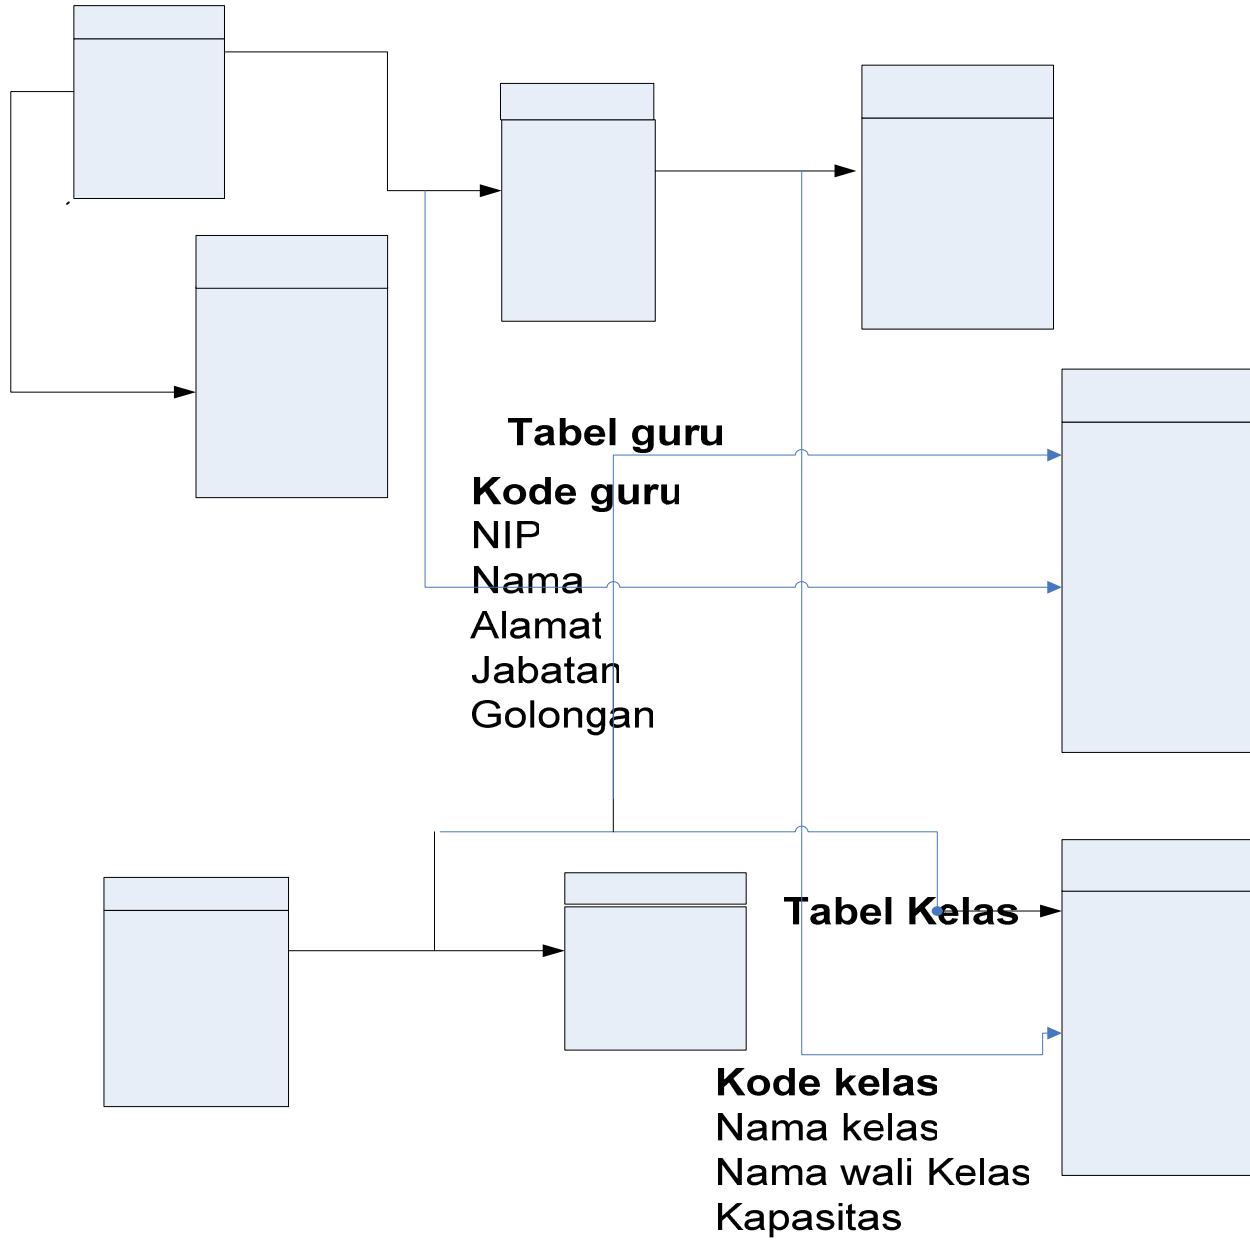 Tabel guru
Kode guru
NIP
Nama
Alamat
Jabatan
Golongan
Tabel Kelas
Kode kelas
Nama kelas
Nama wali Kelas
Kapasitas